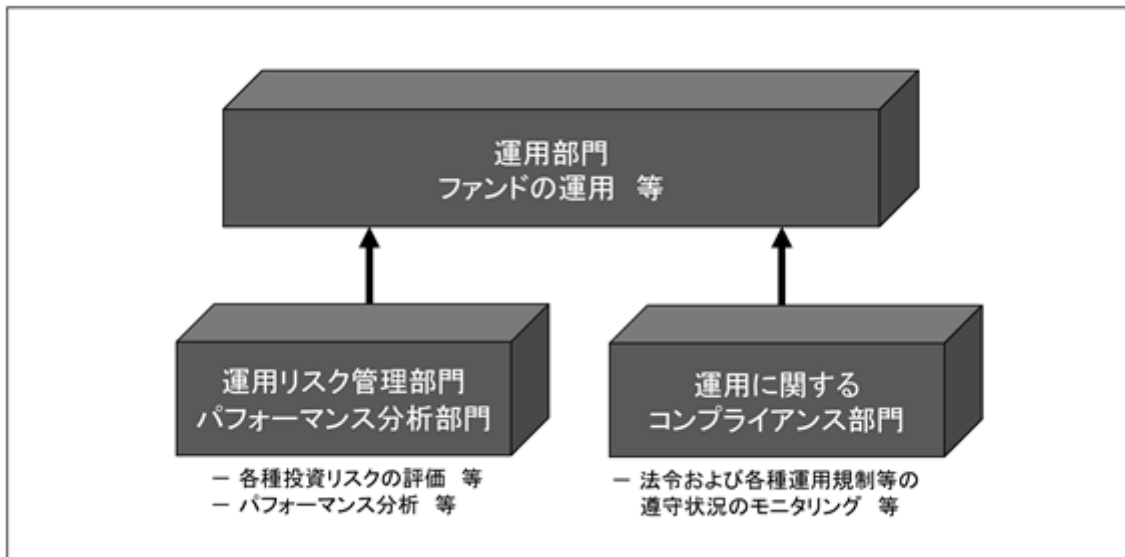 運用部門
ファンドの運用 等
運用リスク管理部門
パフォーマンス分析部門
運用に関する
コンプライアンス部門
― 各種投資リスクの評価 等
― パフォーマンス分析 等
― 法令および各種運用規制等の
遵守状況のモニタリング 等